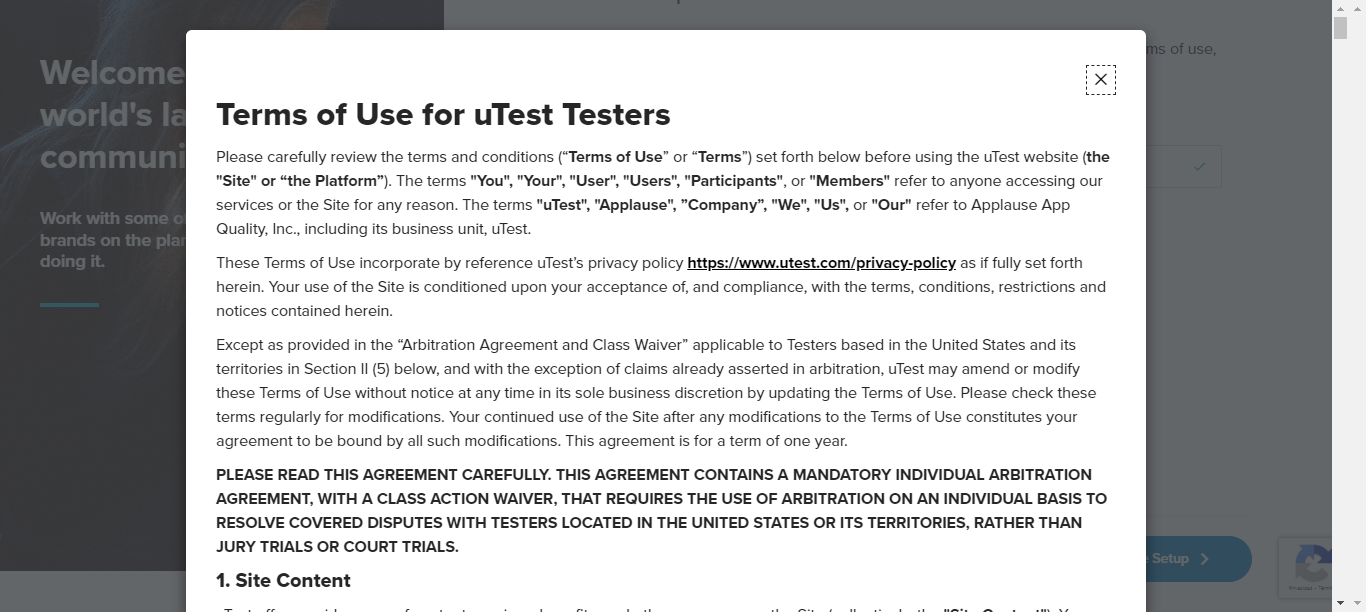 Welcome
world's la
communi
Work with some o
brands on the plan
doing it.
ms of use,
Terms of Use for uTest Testers
Please carefully review the terms and conditions (“Terms of Use” or “Terms”) set forth below before using the uTest website (the
"Site" or “the Platform”). The terms "You", "Your", "User", "Users", "Participants", or "Members" refer to anyone accessing our
services or the Site for any reason. The terms "uTest", "Applause", ”Company”, "We", "Us", or "Our" refer to Applause App
Quality, Inc., including its business unit, uTest.
These Terms of Use incorporate by reference uTest’s privacy policy https://www.utest.com/privacy-policy as if fully set forth
herein. Your use of the Site is conditioned upon your acceptance of, and compliance, with the terms, conditions, restrictions and
notices contained herein.
Except as provided in the “Arbitration Agreement and Class Waiver” applicable to Testers based in the United States and its
territories in Section II (5) below, and with the exception of claims already asserted in arbitration, uTest may amend or modify
these Terms of Use without notice at any time in its sole business discretion by updating the Terms of Use. Please check these
terms regularly for modifications. Your continued use of the Site after any modifications to the Terms of Use constitutes your
agreement to be bound by all such modifications. This agreement is for a term of one year.
PLEASE READ THIS AGREEMENT CAREFULLY. THIS AGREEMENT CONTAINS A MANDATORY INDIVIDUAL ARBITRATION
AGREEMENT, WITH A CLASS ACTION WAIVER, THAT REQUIRES THE USE OF ARBITRATION ON AN INDIVIDUAL BASIS TO
RESOLVE COVERED DISPUTES WITH TESTERS LOCATED IN THE UNITED STATES OR ITS TERRITORIES, RATHER THAN
JURY TRIALS OR COURT TRIALS.
1. Site Content
e Setup